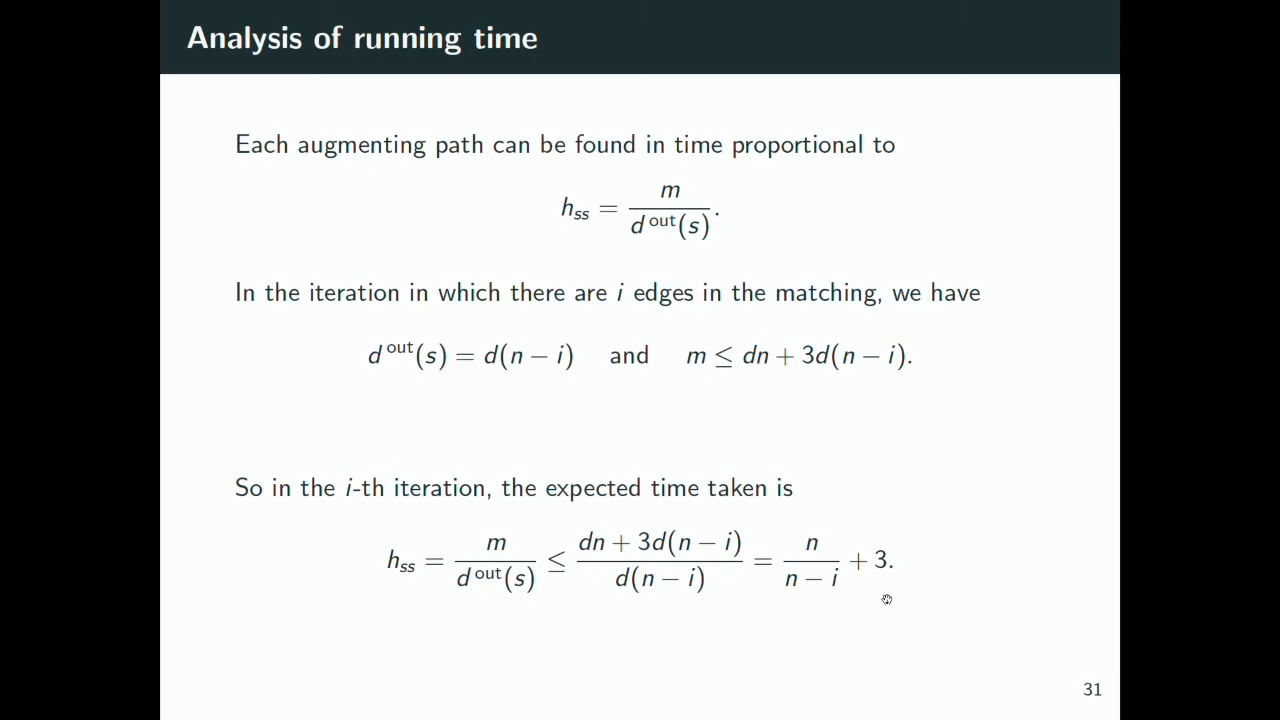 Analysis of running time
Each augmenting path can be found in time proportional to
h_ss = m / d^out(s).
In the iteration in which there are i edges in the matching, we have
d^out(s) = d(n − i) and m ≤ dn + 3d(n − i).
So in the i-th iteration, the expected time taken is
h_ss = m / d^out(s) ≤ (dn + 3d(n − i)) / (d(n − i)) = n / (n − i) + 3.
31